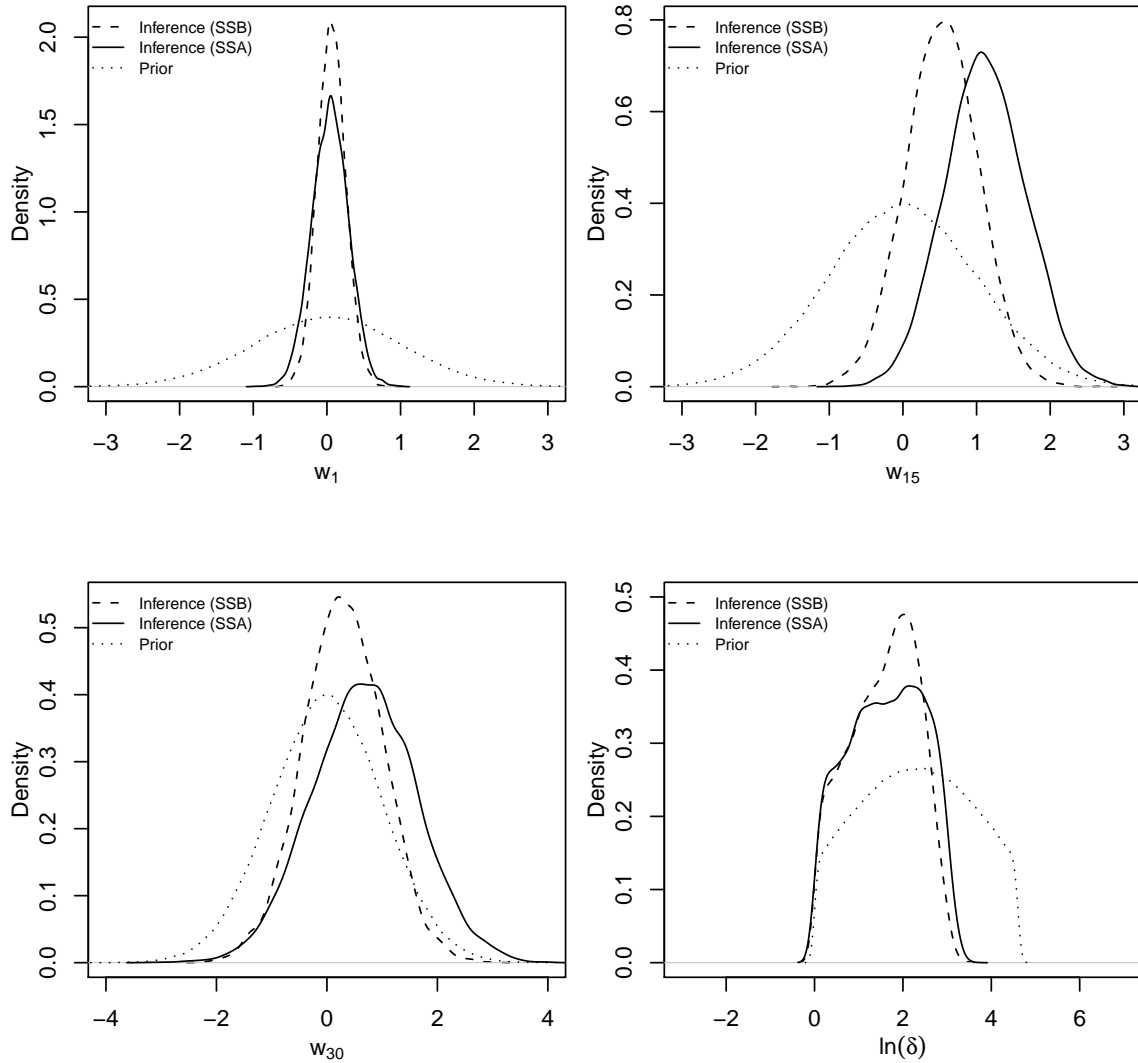 Inference (SSB)
Inference (SSA)
Prior
Density
0.0 0.5 1.0 1.5 2.0
−3 −2 −1 0 1 2 3
w1
Inference (SSB)
Inference (SSA)
Prior
Density
0.0 0.2 0.4 0.6 0.8
−3 −2 −1 0 1 2 3
w15
Inference (SSB)
Inference (SSA)
Prior
Density
0.0 0.1 0.2 0.3 0.4 0.5
−4 −2 0 2 4
w30
Inference (SSB)
Inference (SSA)
Prior
Density
0.0 0.1 0.2 0.3 0.4 0.5
−2 0 2 4 6
ln(δ)